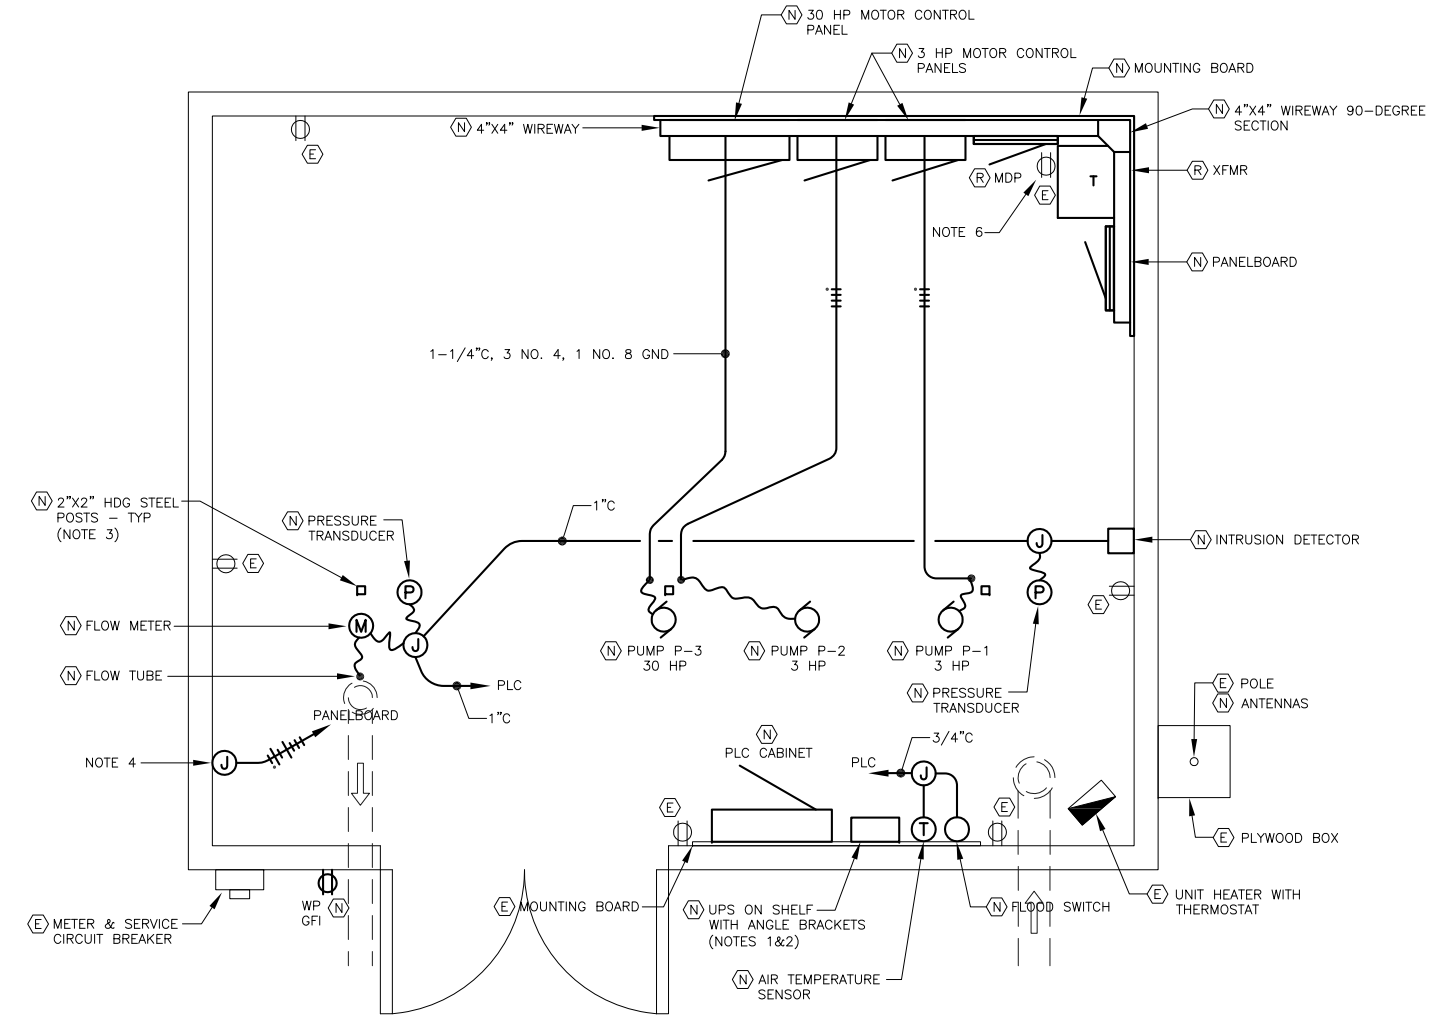 N 30 HP MOTOR CONTROL
PANEL
N 3 HP MOTOR CONTROL
PANELS
N MOUNTING BOARD
N 4"X4" WIREWAY 90-DEGREE
SECTION
N 4"X4" WIREWAY
E
R MDP
E
T
R XFMR
NOTE 6
N PANELBOARD
1-1/4"C, 3 NO. 4, 1 NO. 8 GND
N 2"X2" HDG STEEL
POSTS - TYP
(NOTE 3)
N PRESSURE
TRANSDUCER
1"C
J
N INTRUSION DETECTOR
E
P
P
E
N FLOW METER
M
J
N PUMP P-3
30 HP
N PUMP P-2
3 HP
N PUMP P-1
3 HP
N FLOW TUBE
PLC
1"C
N PRESSURE
TRANSDUCER
E POLE
N ANTENNAS
PANELBOARD
NOTE 4
J
N
PLC CABINET
3/4"C
PLC
J
E
E
T
E PLYWOOD BOX
WP
GFI
N
E METER & SERVICE
CIRCUIT BREAKER
E MOUNTING BOARD
N UPS ON SHELF
WITH ANGLE BRACKETS
(NOTES 1&2)
N FLOOD SWITCH
E UNIT HEATER WITH
THERMOSTAT
N AIR TEMPERATURE
SENSOR